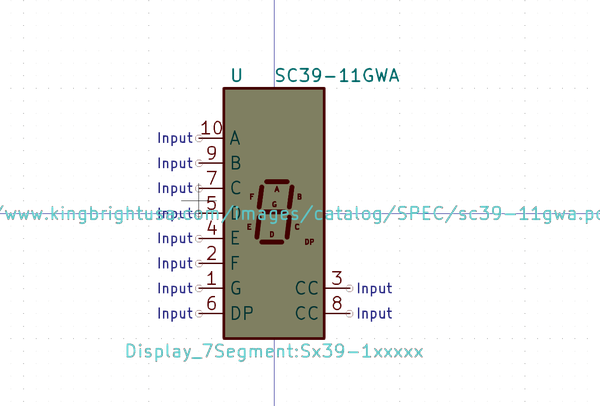 U SC39-11GWA
Input 10 A
Input 9 B
Input 7 C
Input 5 D
/www.kingbrightusa.com/images/catalog/SPEC/sc39-11gwa.pd
Input 4 E
Input 2 F
Input 1 G CC 3 Input
Input 6 DP CC 8 Input
A
F B
G
E C
D
DP
Display_7Segment:Sx39-1xxxxx